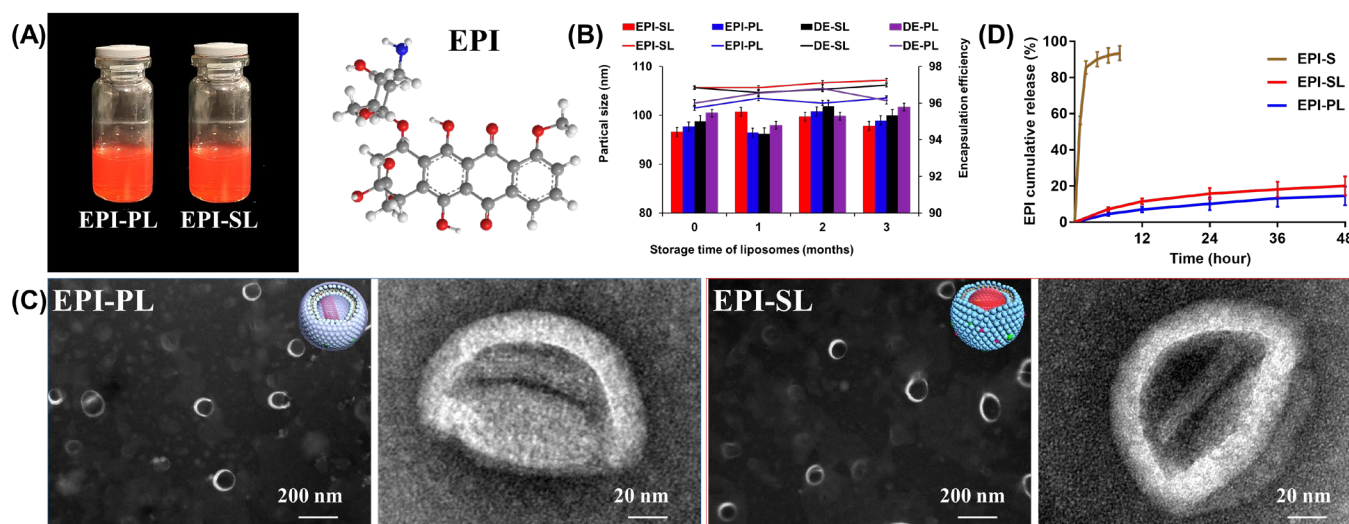 (A)
EPI-PL EPI-SL
EPI
(B)
EPI-SL EPI-PL DE-SL DE-PL
EPI-SL EPI-PL DE-SL DE-PL
Partical size (nm)
110
100
90
80
98
97
96
95
94
93
92
91
90
Encapsulation efficiency
0 1 2 3
Storage time of liposomes (months)
(D)
EPI cumulative release (%)
100
80
60
40
20
0
12 24 36 48
Time (hour)
EPI-S
EPI-SL
EPI-PL
(C)
EPI-PL
200 nm
20 nm
EPI-SL
200 nm
20 nm